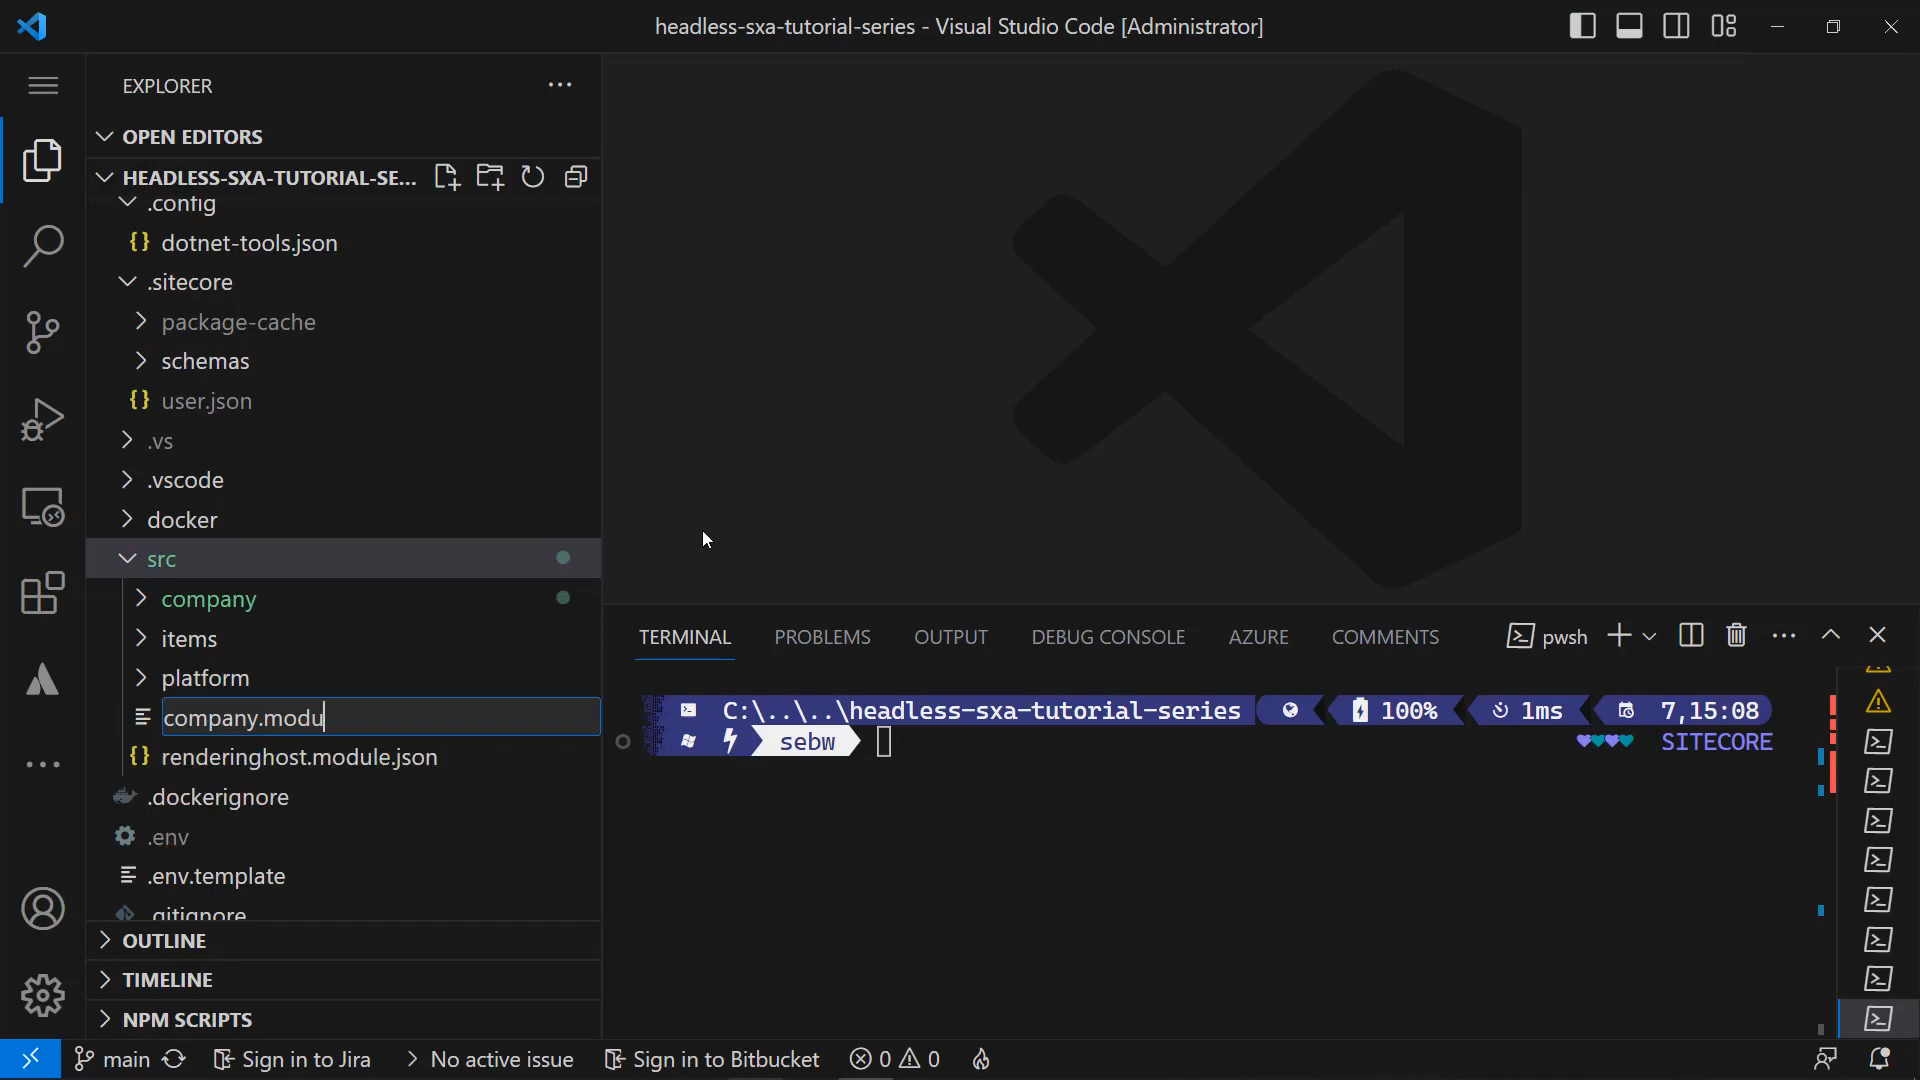 headless-sxa-tutorial-series - Visual Studio Code [Administrator]
EXPLORER
OPEN EDITORS
HEADLESS-SXA-TUTORIAL-SE...
.config
dotnet-tools.json
.sitecore
package-cache
schemas
user.json
.vs
.vscode
docker
src
company
items
platform
company.modu
renderinghost.module.json
.dockerignore
.env
.env.template
.gitignore
OUTLINE
TIMELINE
NPM SCRIPTS
TERMINAL
PROBLEMS
OUTPUT
DEBUG CONSOLE
AZURE
COMMENTS
pwsh
C:\..\..\headless-sxa-tutorial-series
100%
1ms
7,15:08
sebw
SITECORE
main
Sign in to Jira
No active issue
Sign in to Bitbucket
0
0